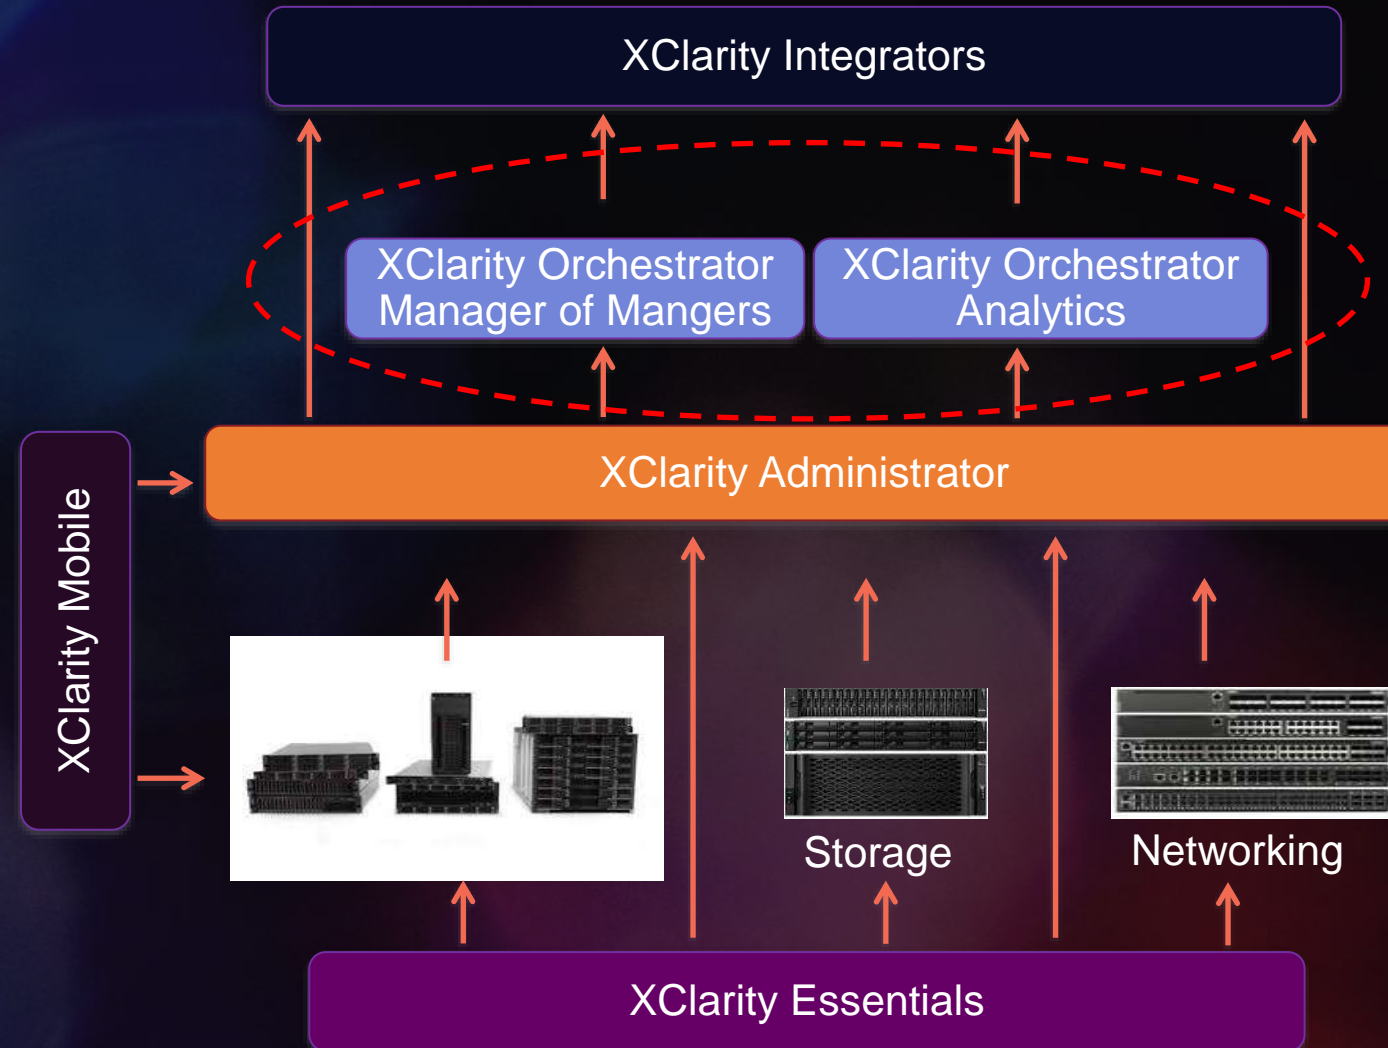 XClarity Integrators
XClarity Orchestrator
Manager of Mangers
XClarity Orchestrator
Analytics
XClarity Administrator
XClarity Mobile
Storage
Networking
XClarity Essentials